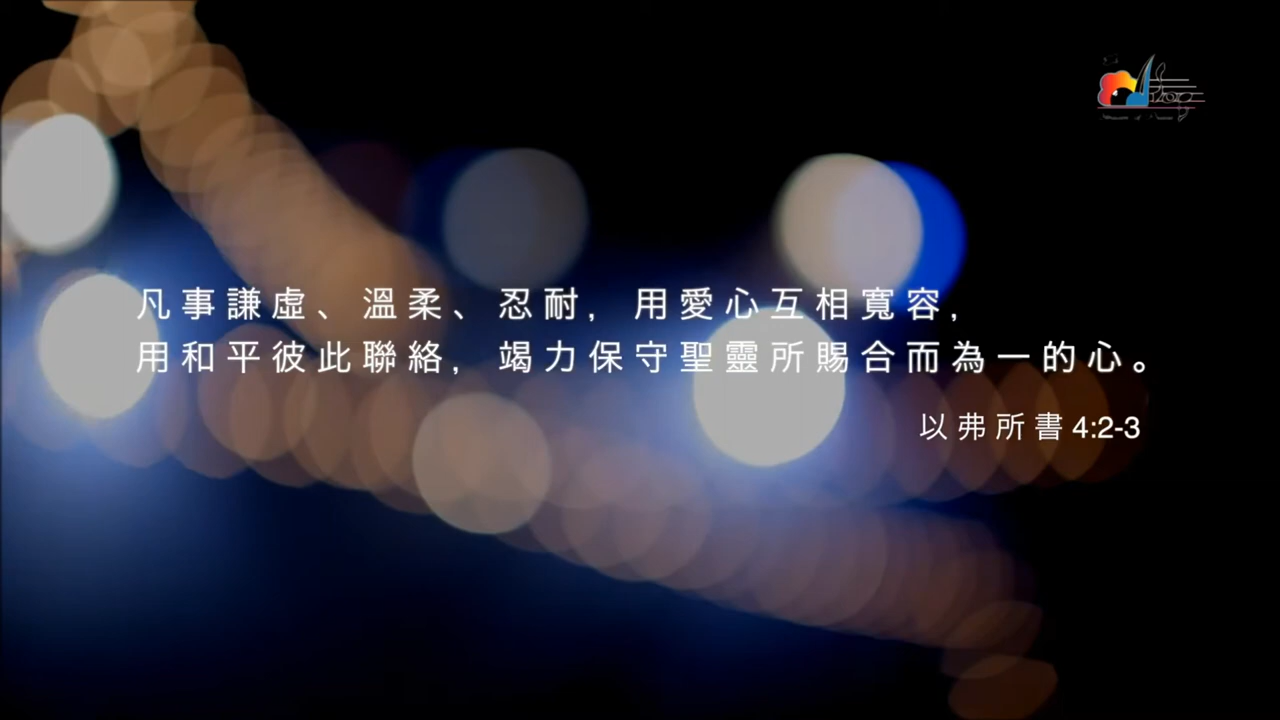 凡事謙虛、溫柔、忍耐，用愛心互相寬容，
用和平彼此聯絡，竭力保守聖靈所賜合而為一的心。
以弗所書 4:2-3